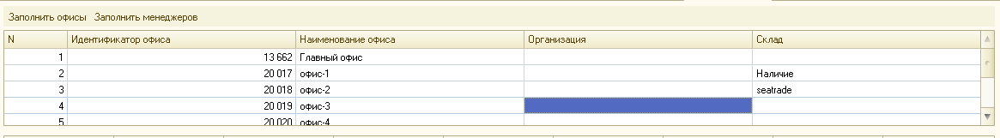 Заполнить офисы Заполнить менеджеров
N Идентификатор офиса Наименование офиса Организация Склад
1 13 662 Главный офис
2 20 017 офис-1 Наличие
3 20 018 офис-2 seatrade
4 20 019 офис-3
5 20 020 офис-4